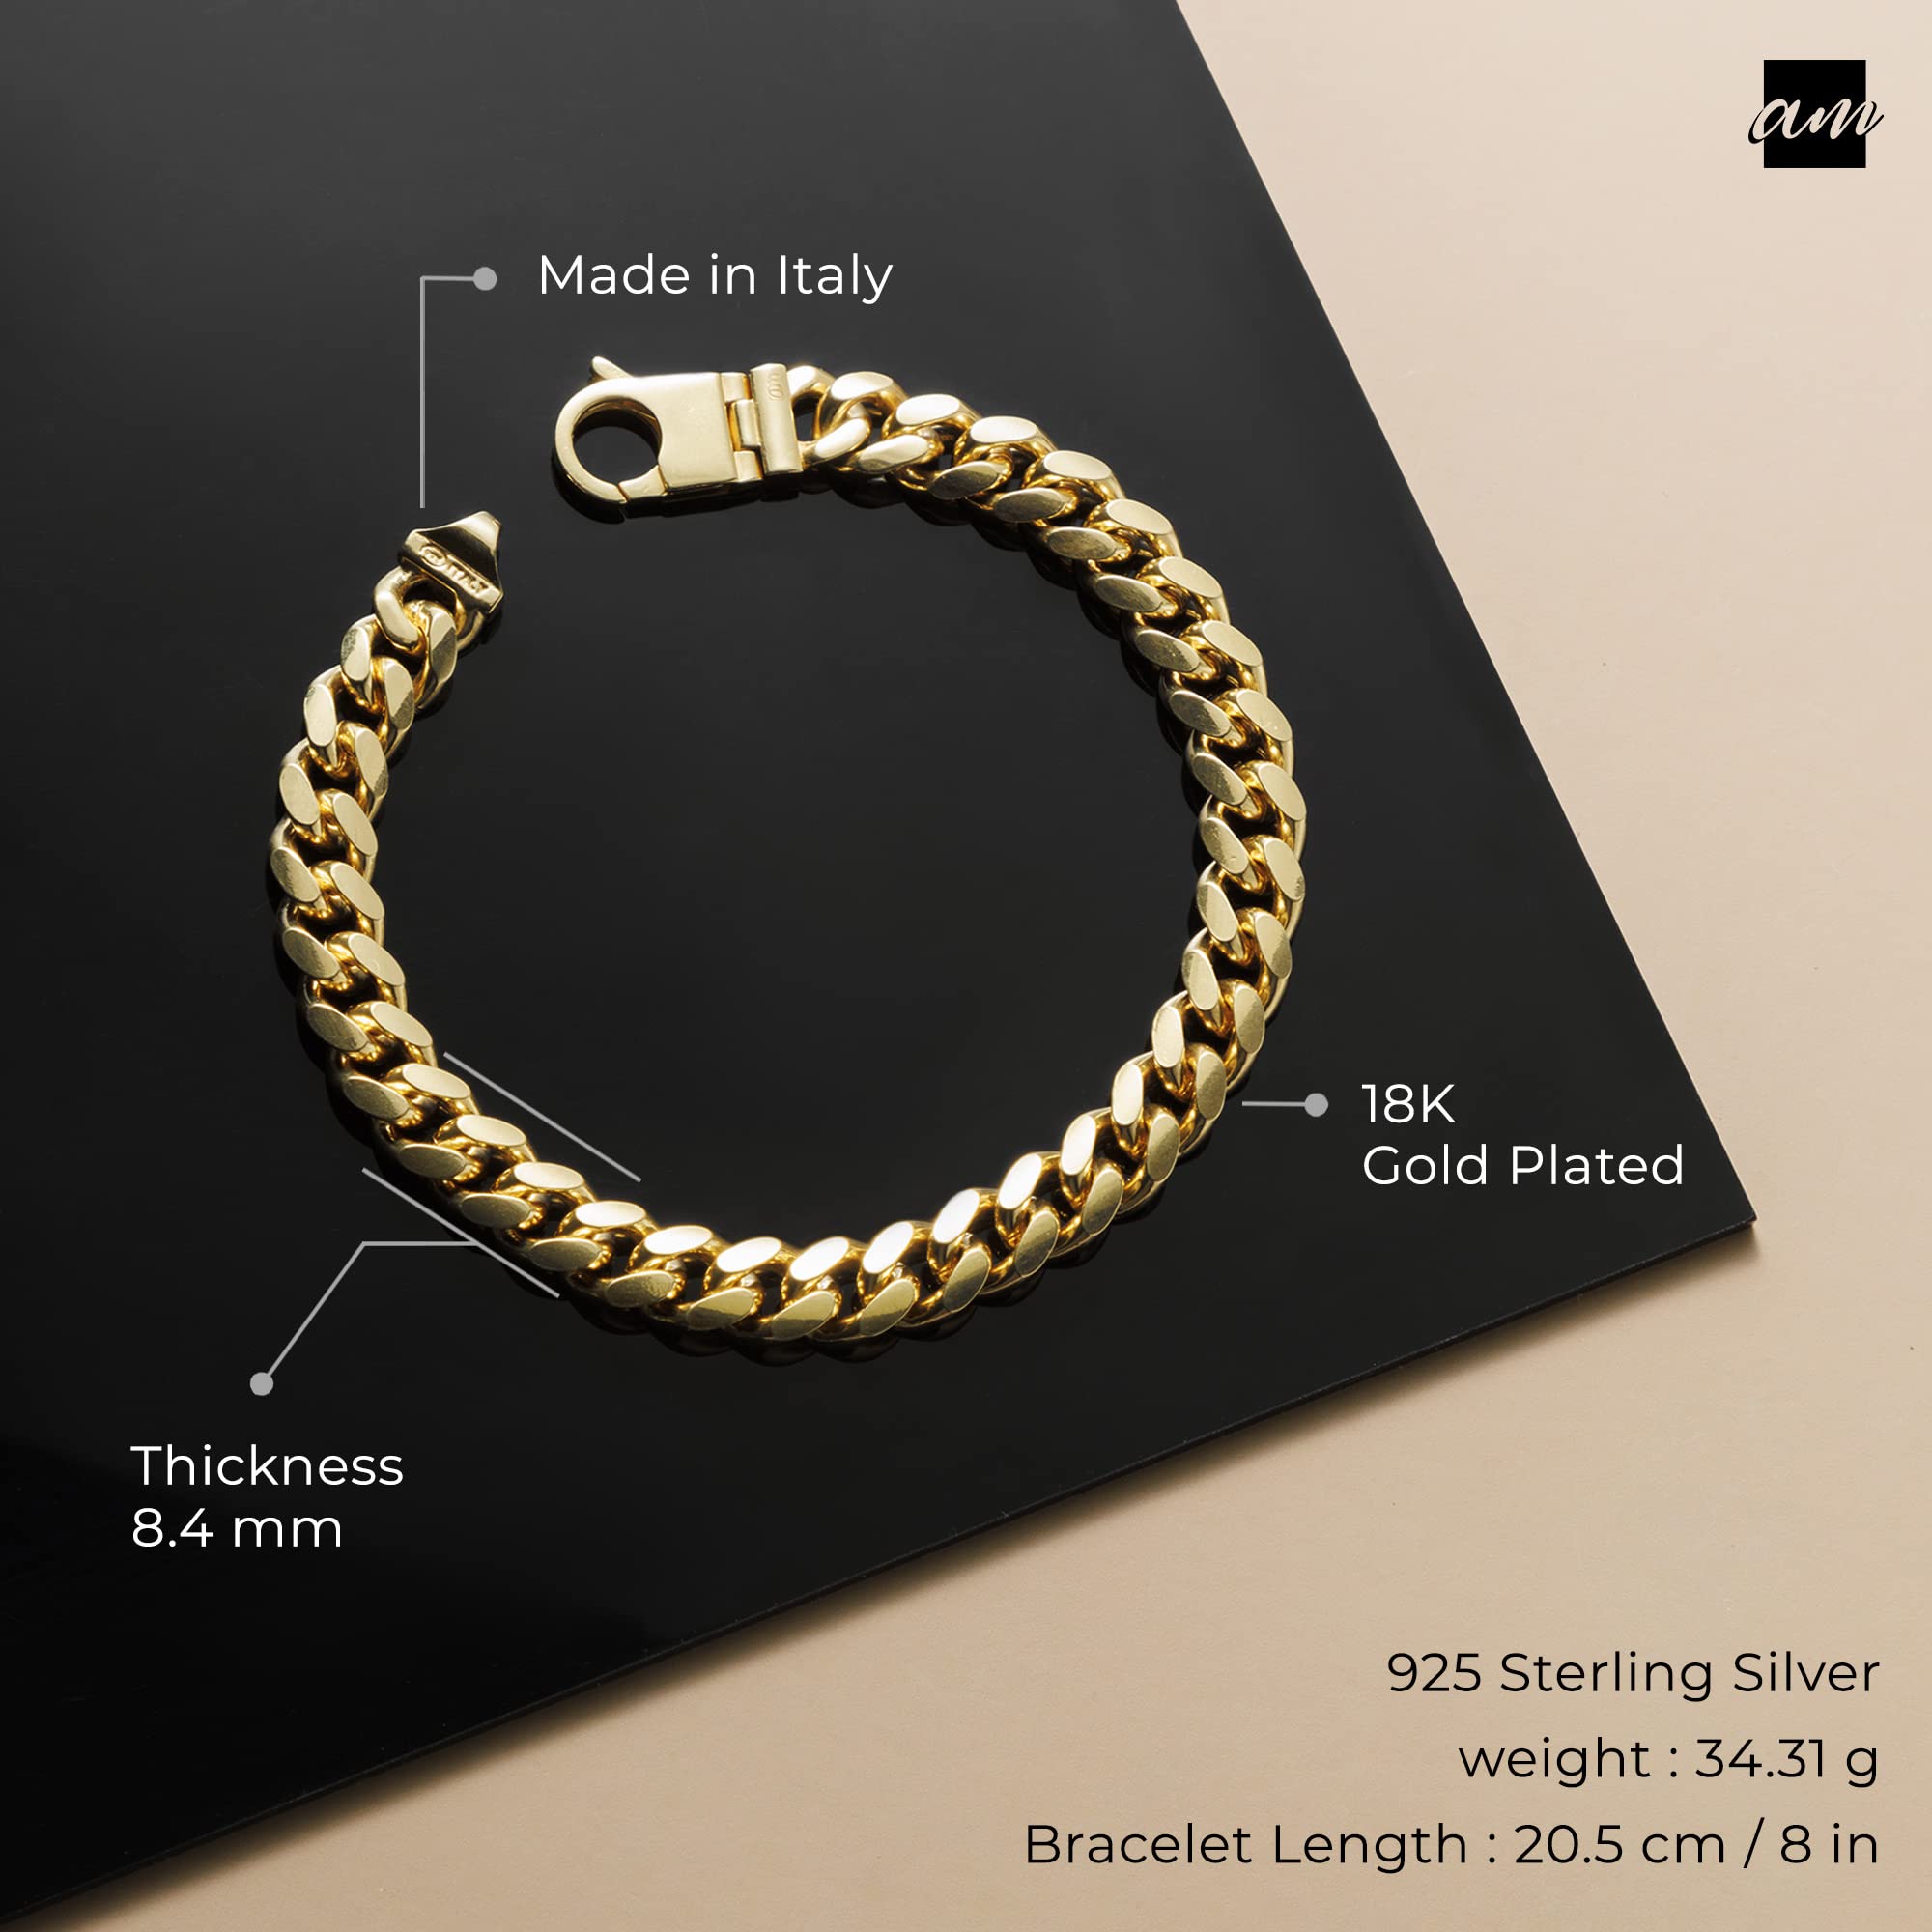 am
Made in Italy
ITALY
18K
Gold Plated
Thickness
8.4 mm
925 Sterling Silver
weight : 34.31 g
Bracelet Length : 20.5 cm / 8 in